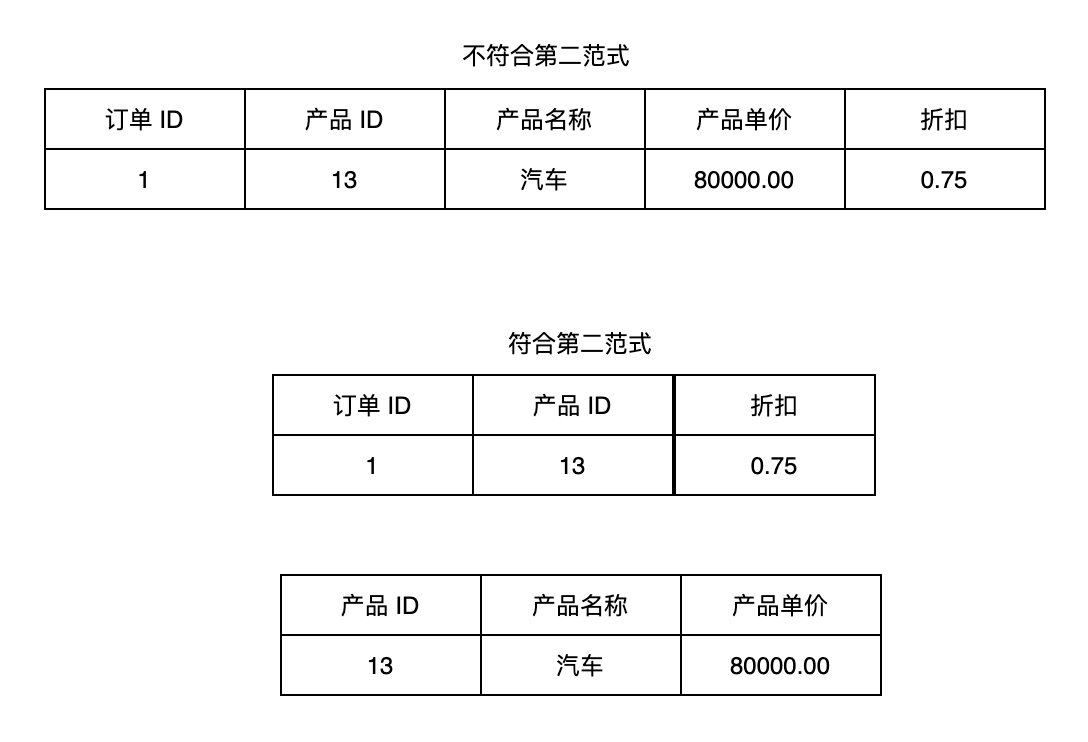 不符合第二范式
订单 ID 产品 ID 产品名称 产品单价 折扣
1 13 汽车 80000.00 0.75
符合第二范式
订单 ID 产品 ID 折扣
1 13 0.75
产品 ID 产品名称 产品单价
13 汽车 80000.00